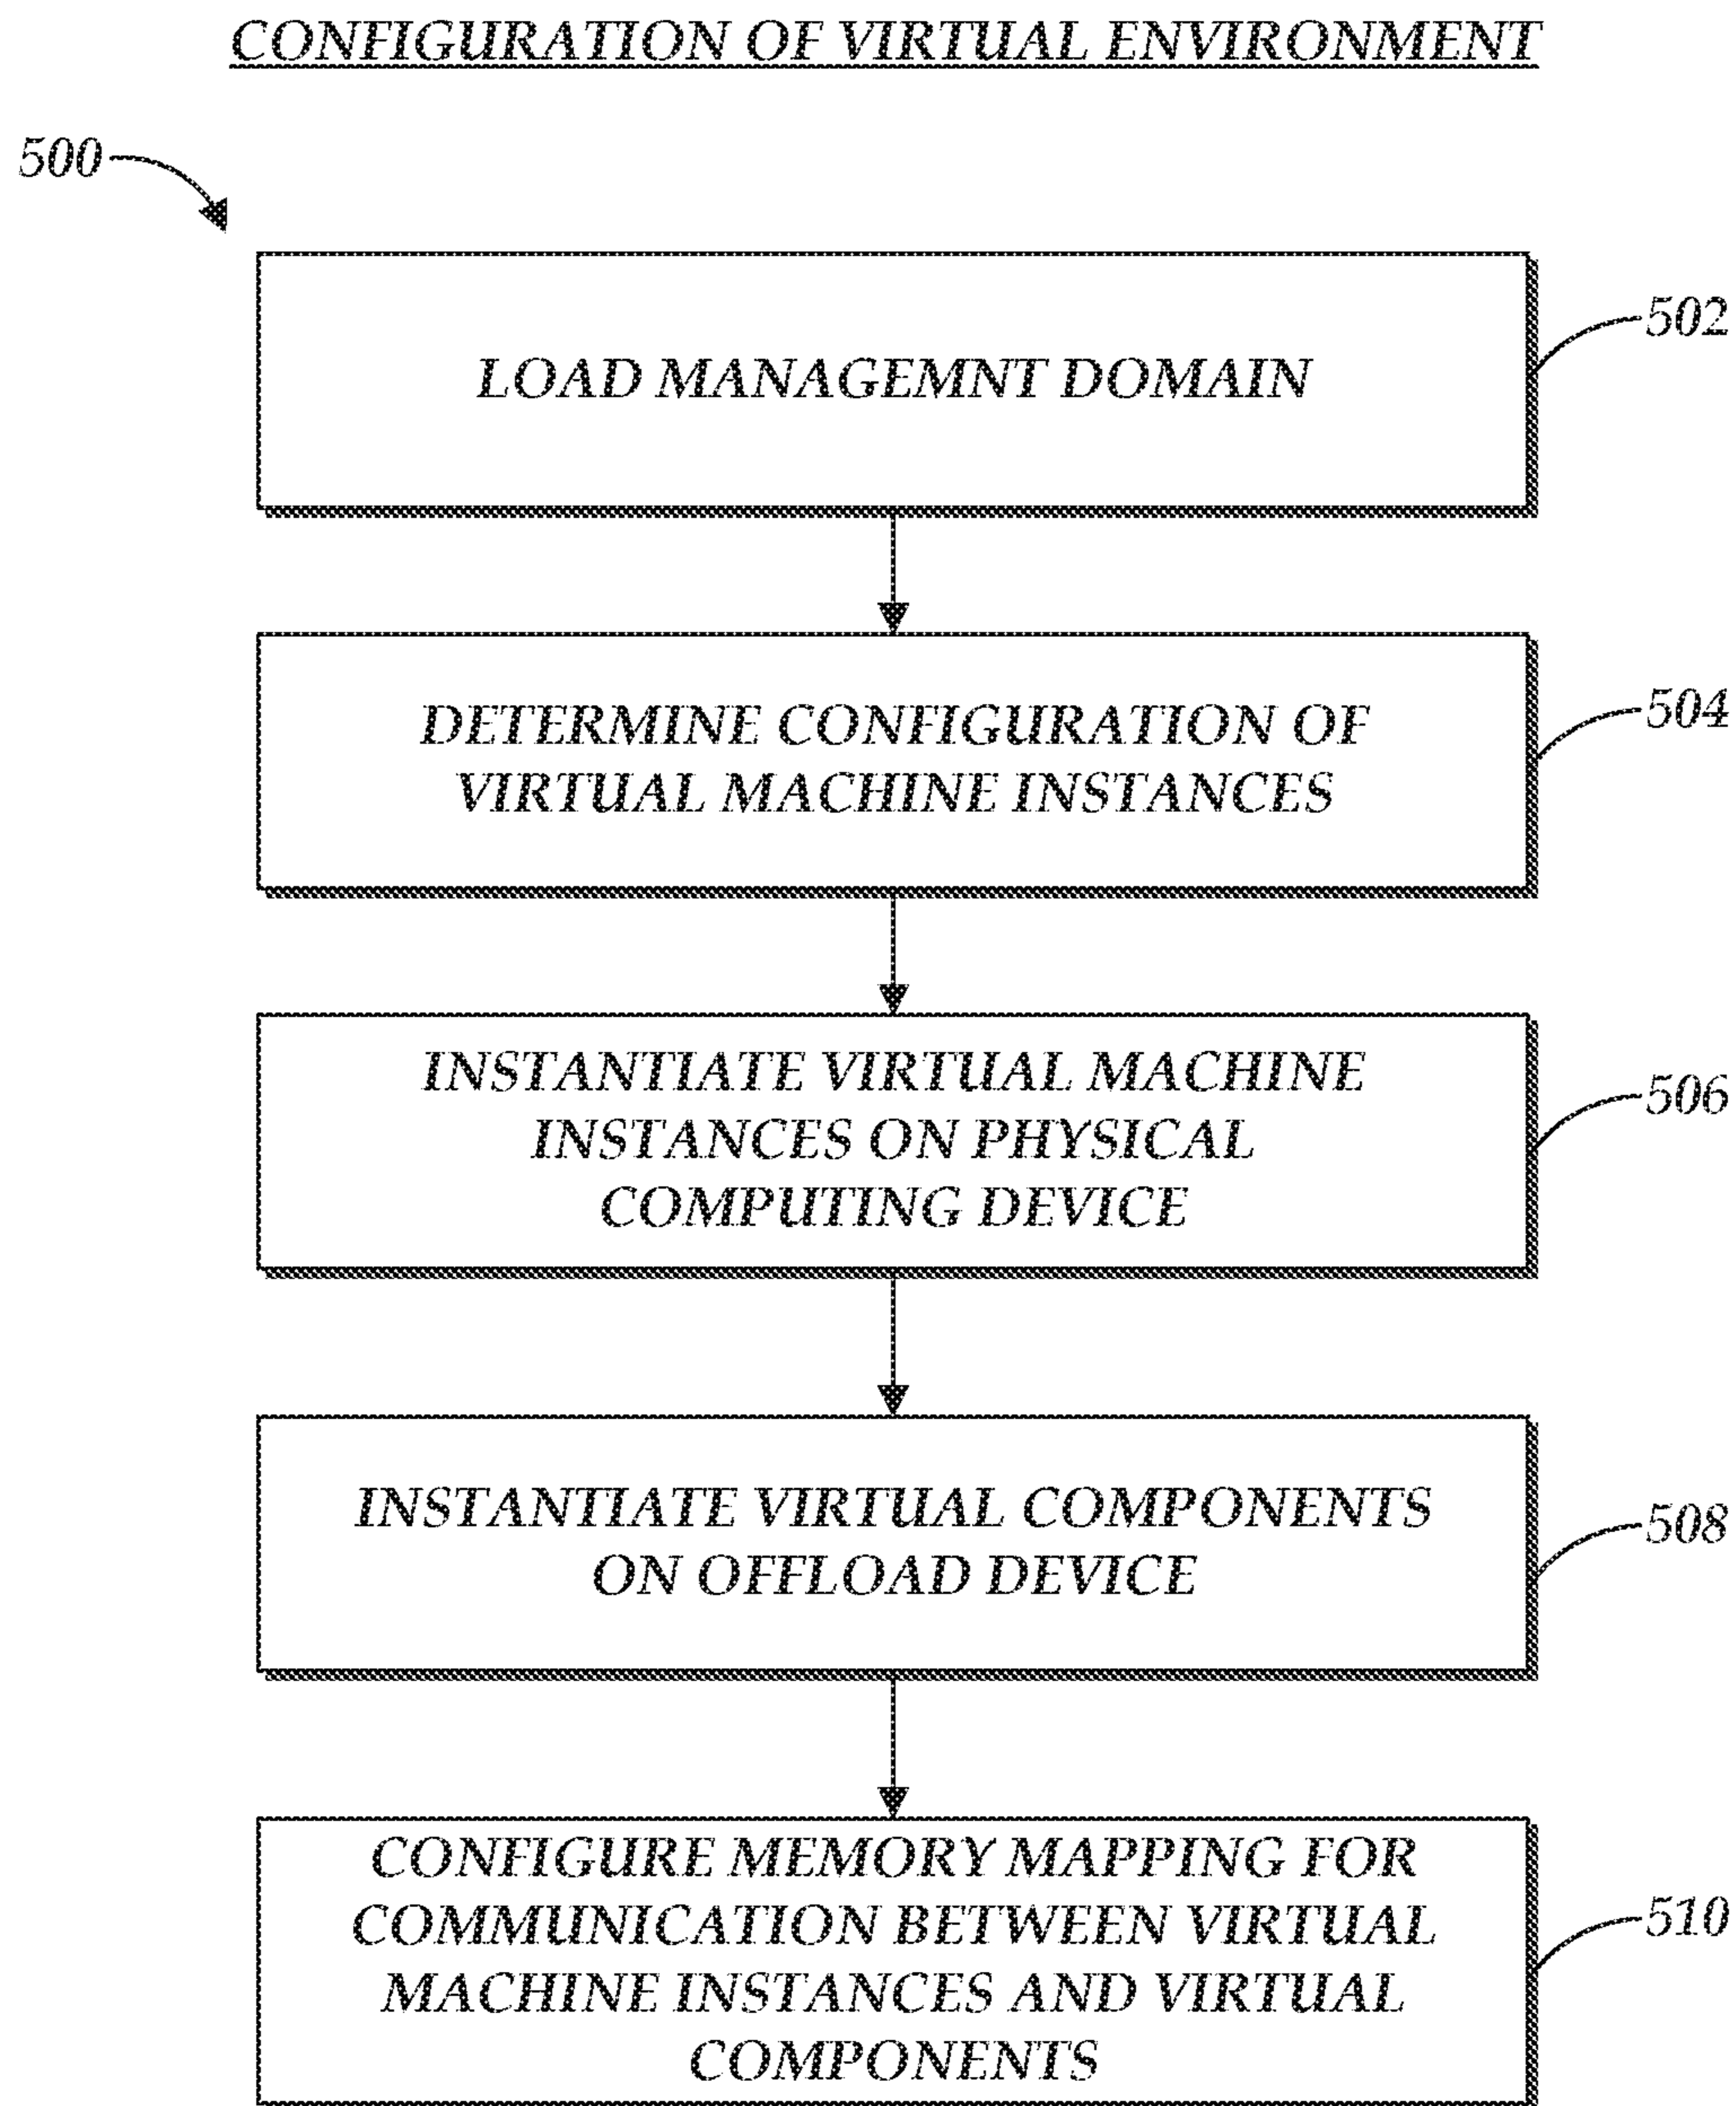 CONFIGURATION OF VIRTUAL ENVIRONMENT
500
LOAD MANAGEMNT DOMAIN
502
DETERMINE CONFIGURATION OF
VIRTUAL MACHINE INSTANCES
504
INSTANTIATE VIRTUAL MACHINE
INSTANCES ON PHYSICAL
COMPUTING DEVICE
506
INSTANTIATE VIRTUAL COMPONENTS
ON OFFLOAD DEVICE
508
CONFIGURE MEMORY MAPPING FOR
COMMUNICATION BETWEEN VIRTUAL
MACHINE INSTANCES AND VIRTUAL
COMPONENTS
510